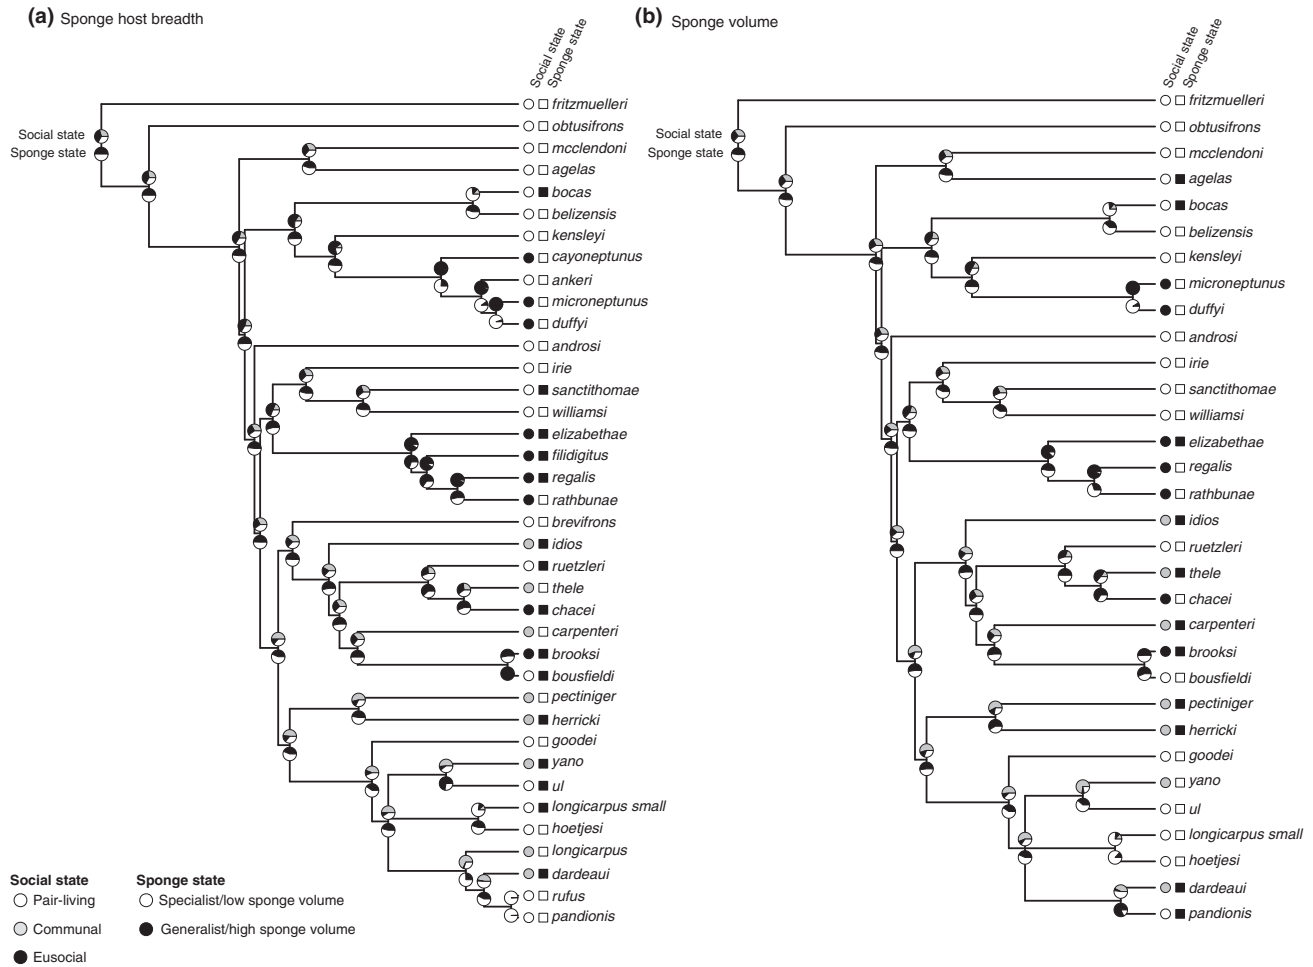 (a) Sponge host breadth
Social state
Sponge state
Social state
Sponge state
fritzmuelleri
obtusifrons
mcclendoni
agelas
bocas
belizensis
kensleyi
cayoneptunus
ankeri
microneptunus
duffyi
androsi
irie
sanctithomae
williamsi
elizabethae
filidigitus
regalis
rathbunae
brevifrons
idios
ruetzleri
thele
chacei
carpenteri
brooksi
bousfieldi
pectiniger
herricki
goodei
yano
ul
longicarpus small
hoetjesi
longicarpus
dardeaui
rufus
pandionis
Social state
Pair-living
Communal
Eusocial
Sponge state
Specialist/low sponge volume
Generalist/high sponge volume
(b) Sponge volume
Social state
Sponge state
Social state
Sponge state
fritzmuelleri
obtusifrons
mcclendoni
agelas
bocas
belizensis
kensleyi
microneptunus
duffyi
androsi
irie
sanctithomae
williamsi
elizabethae
regalis
rathbunae
idios
ruetzleri
thele
chacei
carpenteri
brooksi
bousfieldi
pectiniger
herricki
goodei
yano
ul
longicarpus small
hoetjesi
dardeaui
pandionis